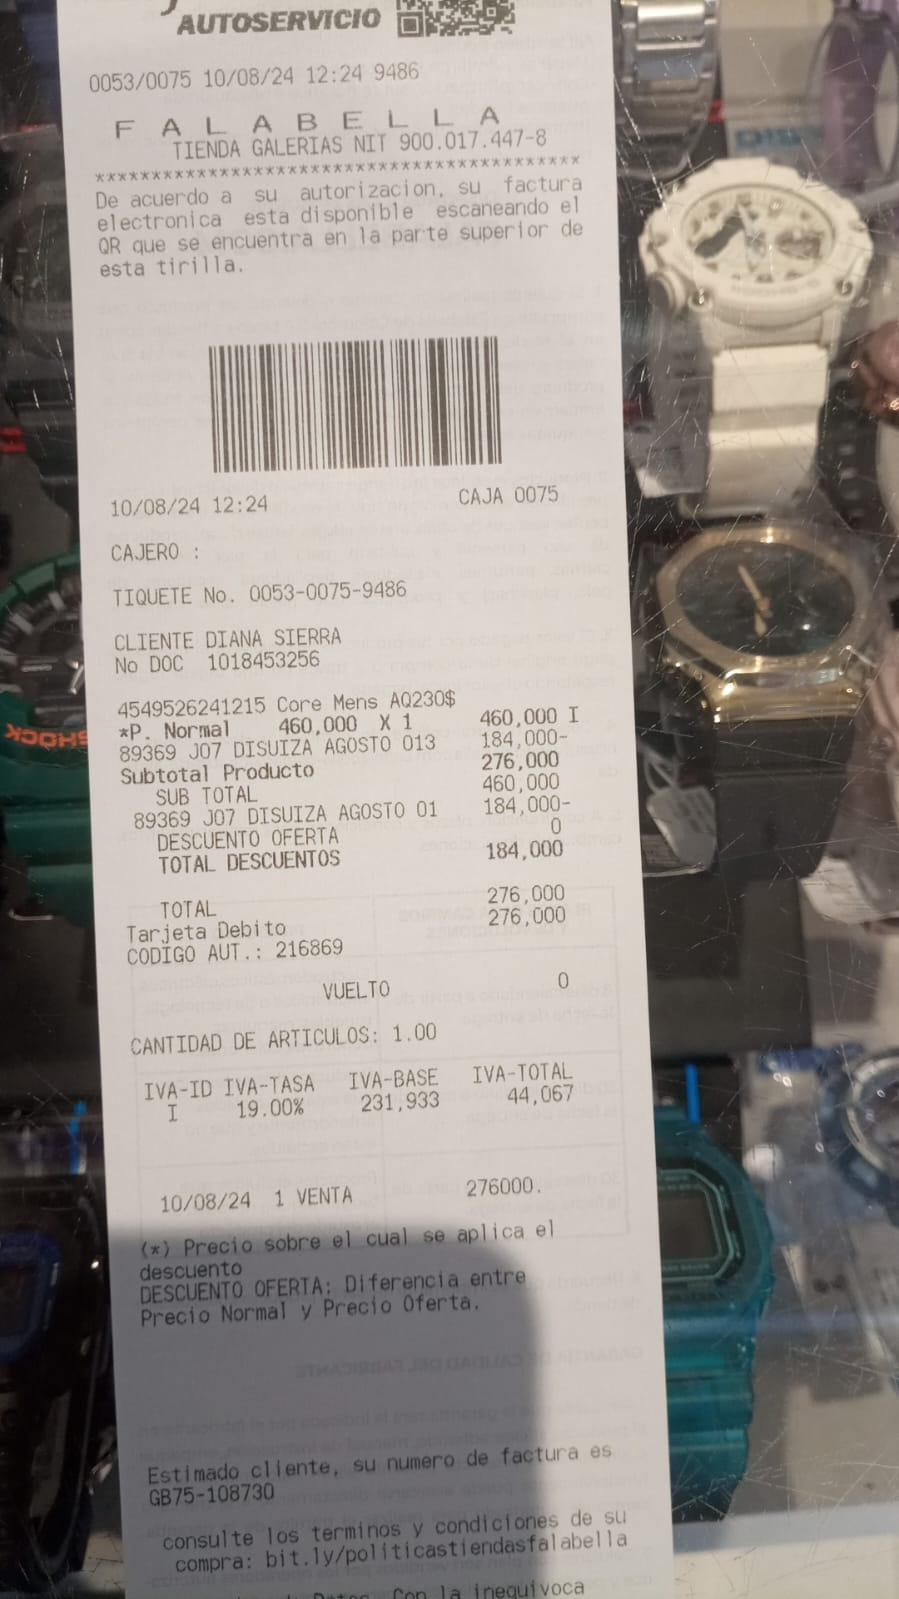 AUTOSERVICIO
0053/0075 10/08/24 12:24 9486
F A L A B E L L A
TIENDA GALERIAS NIT 900.017.447-8
*******************************************
De acuerdo a su autorizacion, su factura
electronica esta disponible escaneando el
QR que se encuentra en la parte superior de
esta tirilla.
10/08/24 12:24 CAJA 0075
CAJERO :
TIQUETE No. 0053-0075-9486
CLIENTE DIANA SIERRA
No DOC 1018453256
4549526241215 Core Mens AQ230$
*P. Normal 460,000 X 1 460,000 I
89369 J07 DISUIZA AGOSTO 013 184,000-
Subtotal Producto 276,000
SUB TOTAL 460,000
89369 J07 DISUIZA AGOSTO 01 184,000-
DESCUENTO OFERTA 0
TOTAL DESCUENTOS 184,000
TOTAL 276,000
Tarjeta Debito 276,000
CODIGO AUT.: 216869
VUELTO 0
CANTIDAD DE ARTICULOS: 1.00
IVA-ID IVA-TASA IVA-BASE IVA-TOTAL
I 19.00% 231,933 44,067
10/08/24 1 VENTA 276000.
(*) Precio sobre el cual se aplica el
descuento
DESCUENTO OFERTA: Diferencia entre
Precio Normal y Precio Oferta.
Estimado cliente, su numero de factura es
GB75-108730
consulte los terminos y condiciones de su
compra: bit.ly/politicastiendasfalabella
Con la inequivoca